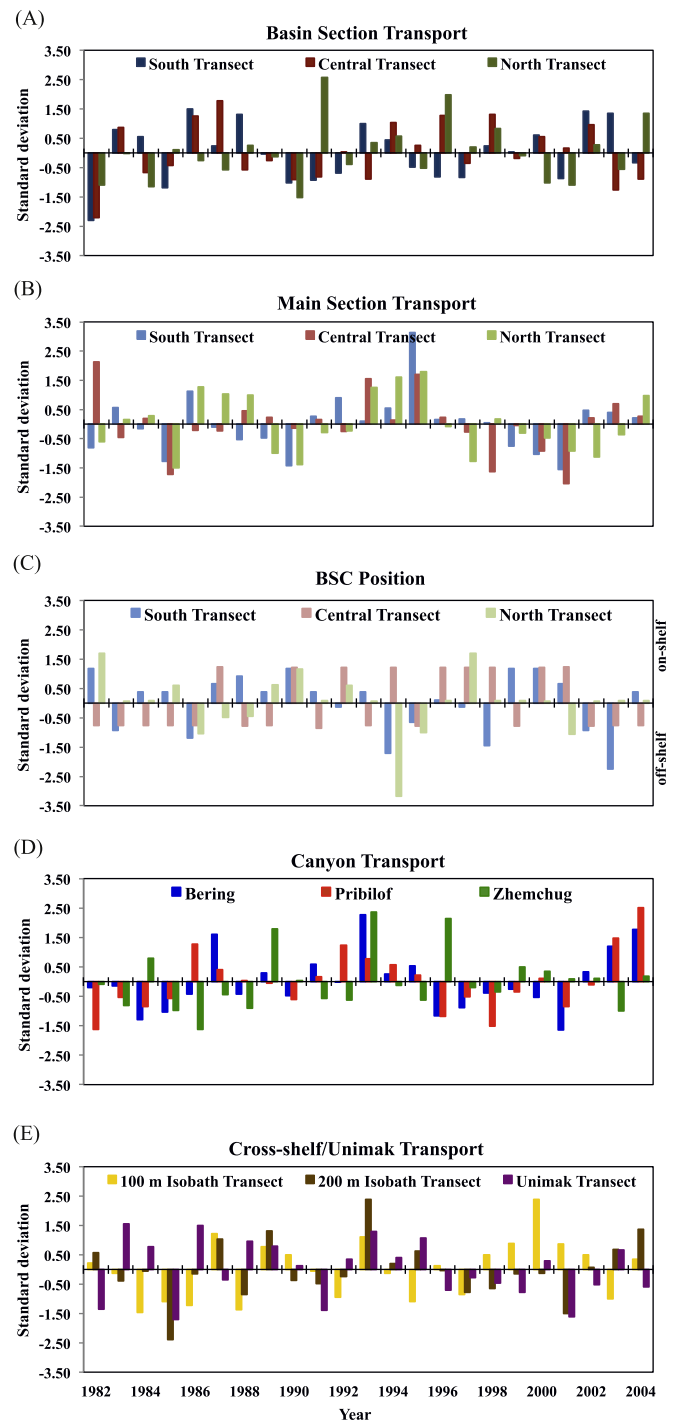 (A)
Basin Section Transport
South Transect Central Transect North Transect
3.50
2.50
1.50
0.50
-0.50
-1.50
-2.50
-3.50
Standard deviation
(B)
Main Section Transport
South Transect Central Transect North Transect
3.50
2.50
1.50
0.50
-0.50
-1.50
-2.50
-3.50
Standard deviation
(C)
BSC Position
South Transect Central Transect North Transect
3.50
2.50
1.50
0.50
-0.50
-1.50
-2.50
-3.50
Standard deviation
on-shelf
off-shelf
(D)
Canyon Transport
Bering Pribilof Zhemchug
3.50
2.50
1.50
0.50
-0.50
-1.50
-2.50
-3.50
Standard deviation
(E)
Cross-shelf/Unimak Transport
100 m Isobath Transect 200 m Isobath Transect Unimak Transect
3.50
2.50
1.50
0.50
-0.50
-1.50
-2.50
-3.50
Standard deviation
1982 1984 1986 1988 1990 1992 1994 1996 1998 2000 2002 2004
Year